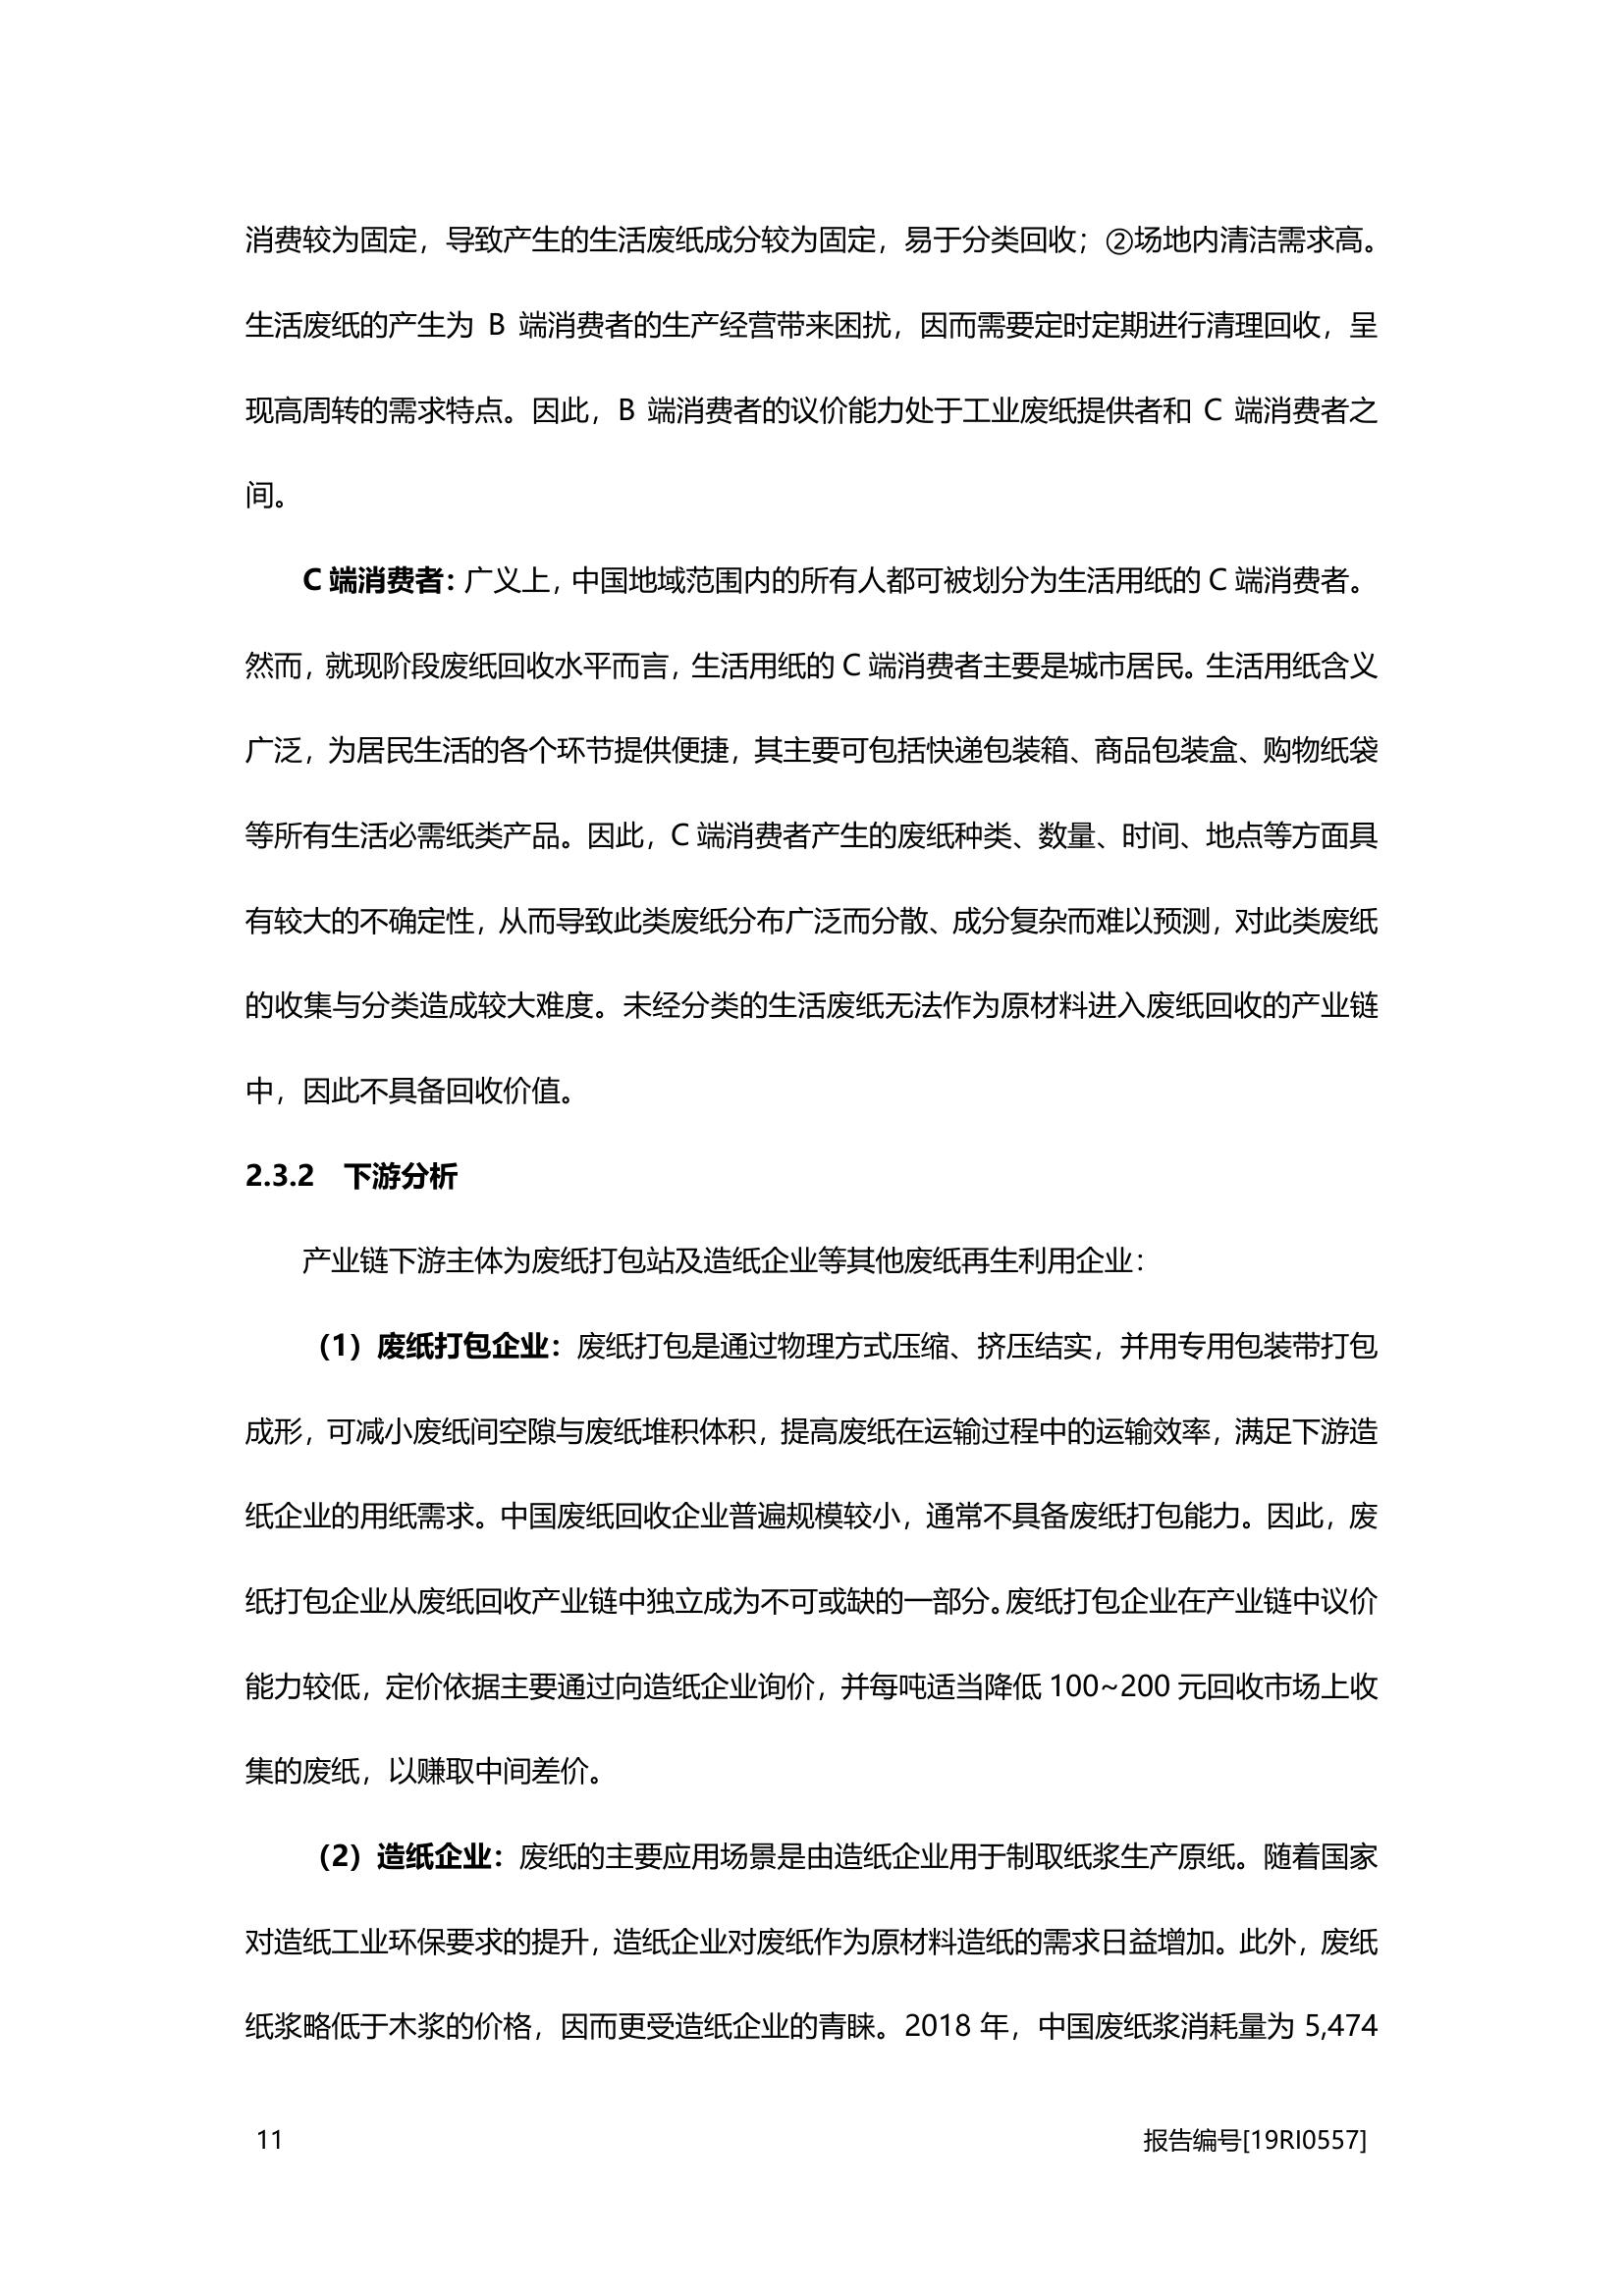 消费较为固定，导致产生的生活废纸成分较为固定，易于分类回收；②场地内清洁需求高。
生活废纸的产生为 B 端消费者的生产经营带来困扰，因而需要定时定期进行清理回收，呈
现高周转的需求特点。因此，B 端消费者的议价能力处于工业废纸提供者和 C 端消费者之
间。
C 端消费者：广义上，中国地域范围内的所有人都可被划分为生活用纸的 C 端消费者。
然而，就现阶段废纸回收水平而言，生活用纸的 C 端消费者主要是城市居民。生活用纸含义
广泛，为居民生活的各个环节提供便捷，其主要可包括快递包装箱、商品包装盒、购物纸袋
等所有生活必需纸类产品。因此，C 端消费者产生的废纸种类、数量、时间、地点等方面具
有较大的不确定性，从而导致此类废纸分布广泛而分散、成分复杂而难以预测，对此类废纸
的收集与分类造成较大难度。未经分类的生活废纸无法作为原材料进入废纸回收的产业链
中，因此不具备回收价值。
2.3.2 下游分析
产业链下游主体为废纸打包站及造纸企业等其他废纸再生利用企业：
（1）废纸打包企业：废纸打包是通过物理方式压缩、挤压结实，并用专用包装带打包
成形，可减小废纸间空隙与废纸堆积体积，提高废纸在运输过程中的运输效率，满足下游造
纸企业的用纸需求。中国废纸回收企业普遍规模较小，通常不具备废纸打包能力。因此，废
纸打包企业从废纸回收产业链中独立成为不可或缺的一部分。废纸打包企业在产业链中议价
能力较低，定价依据主要通过向造纸企业询价，并每吨适当降低 100~200 元回收市场上收
集的废纸，以赚取中间差价。
（2）造纸企业：废纸的主要应用场景是由造纸企业用于制取纸浆生产原纸。随着国家
对造纸工业环保要求的提升，造纸企业对废纸作为原材料造纸的需求日益增加。此外，废纸
纸浆略低于木浆的价格，因而更受造纸企业的青睐。2018 年，中国废纸浆消耗量为 5,474
11 报告编号[19RI0557]